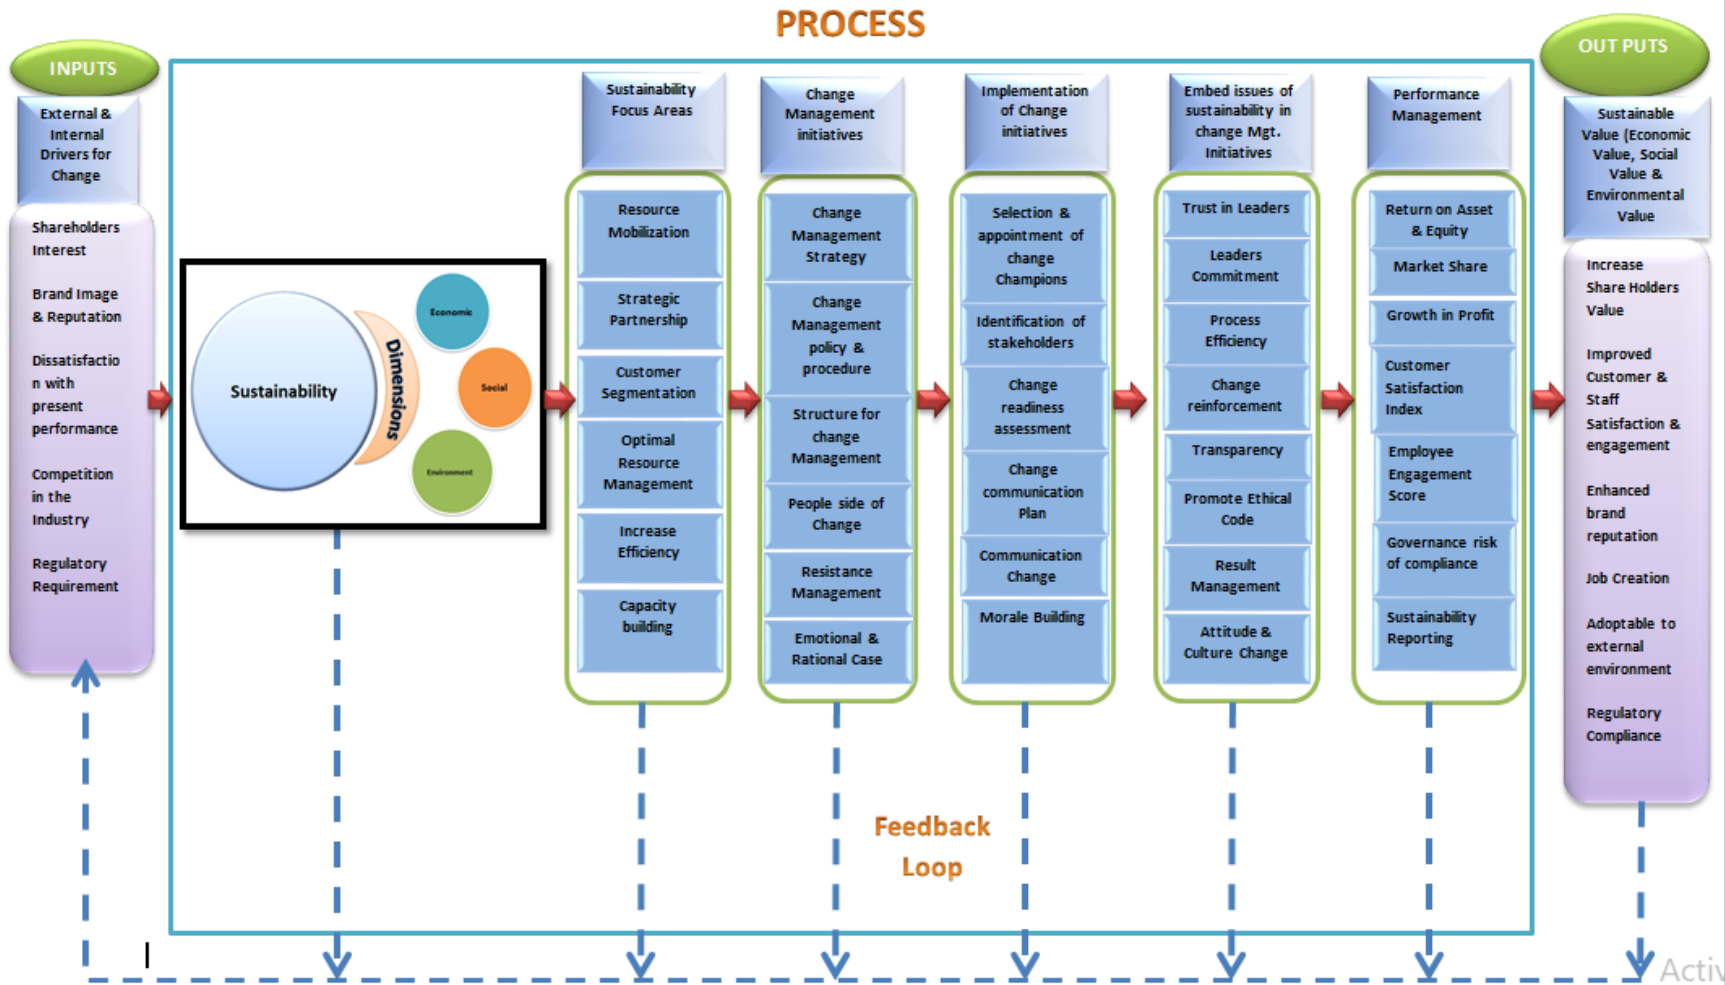 PROCESS
INPUTS
External &
Internal
Drivers for
Change
Shareholders
Interest
Brand Image
& Reputation
Dissatisfactio
n with
present
performance
Competition
in the
Industry
Regulatory
Requirement
Sustainability
Dimensions
Economic
Social
Environment
Sustainability
Focus Areas
Resource
Mobilization
Strategic
Partnership
Customer
Segmentation
Optimal
Resource
Management
Increase
Efficiency
Capacity
building
Change
Management
initiatives
Change
Management
Strategy
Change
Management
policy &
procedure
Structure for
change
Management
People side of
Change
Resistance
Management
Emotional &
Rational Case
Implementation
of Change
initiatives
Selection &
appointment of
change
Champions
Identification of
stakeholders
Change
readiness
assessment
Change
communication
Plan
Communication
Change
Morale Building
Embed issues of
sustainability in
change Mgt.
Initiatives
Trust in Leaders
Leaders
Commitment
Process
Efficiency
Change
reinforcement
Transparency
Promote Ethical
Code
Result
Management
Attitude &
Culture Change
Performance
Management
Return on Asset
& Equity
Market Share
Growth in Profit
Customer
Satisfaction
Index
Employee
Engagement
Score
Governance risk
of compliance
Sustainability
Reporting
OUT PUTS
Sustainable
Value (Economic
Value, Social
Value &
Environmental
Value
Increase
Share Holders
Value
Improved
Customer &
Staff
Satisfaction &
engagement
Enhanced
brand
reputation
Job Creation
Adoptable to
external
environment
Regulatory
Compliance
Feedback
Loop
Activ